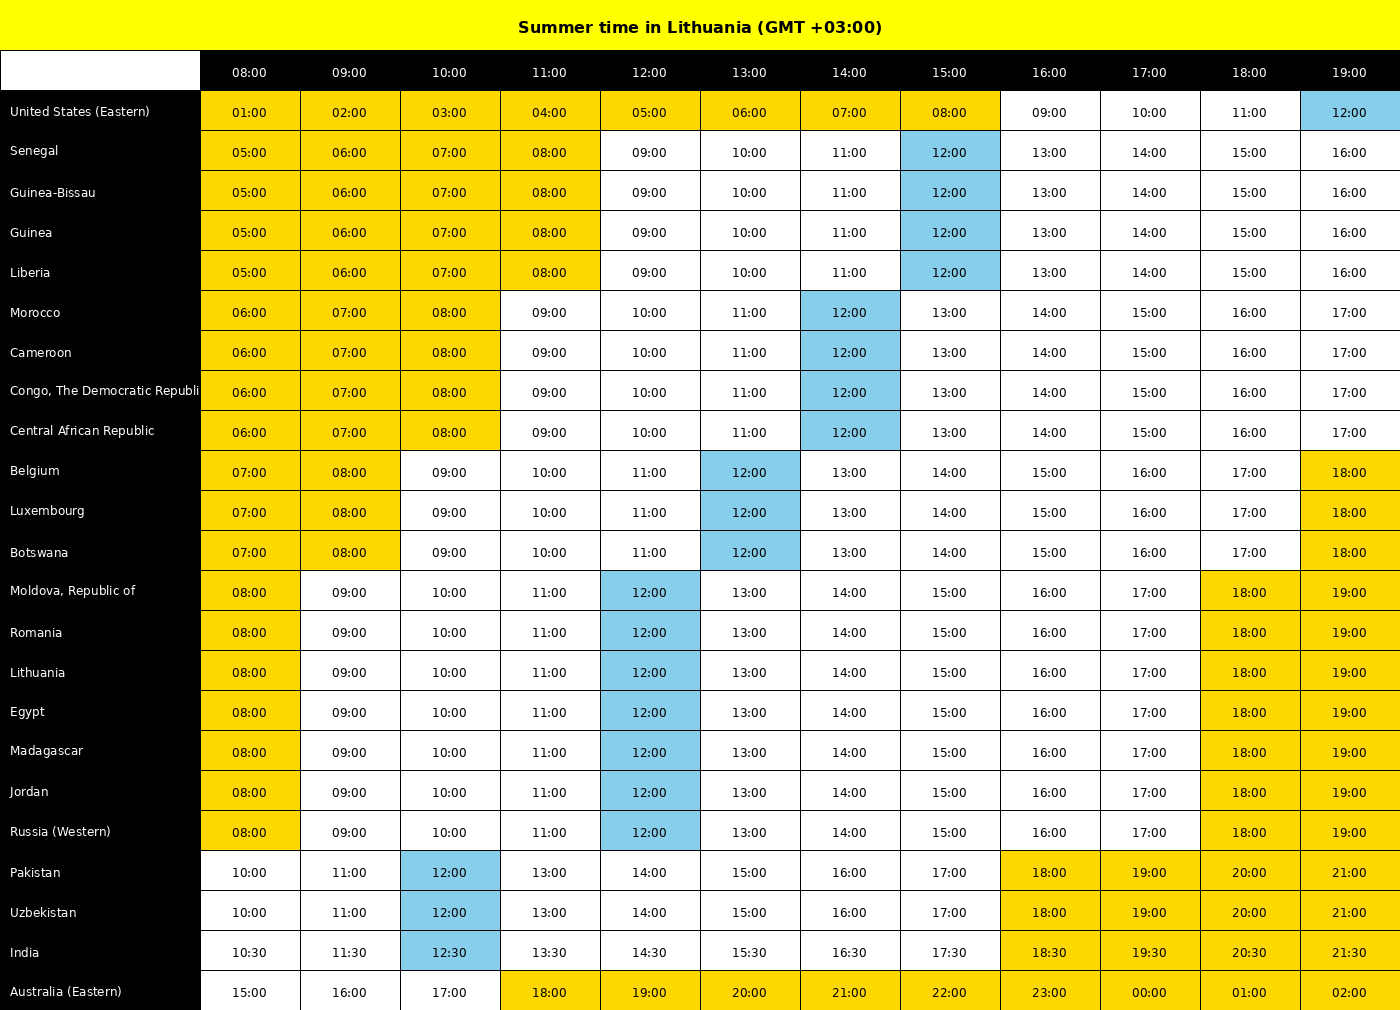 Summer time in Lithuania (GMT +03:00)
08:00 09:00 10:00 11:00 12:00 13:00 14:00 15:00 16:00 17:00 18:00 19:00
United States (Eastern) 01:00 02:00 03:00 04:00 05:00 06:00 07:00 08:00 09:00 10:00 11:00 12:00
Senegal 05:00 06:00 07:00 08:00 09:00 10:00 11:00 12:00 13:00 14:00 15:00 16:00
Guinea-Bissau 05:00 06:00 07:00 08:00 09:00 10:00 11:00 12:00 13:00 14:00 15:00 16:00
Guinea 05:00 06:00 07:00 08:00 09:00 10:00 11:00 12:00 13:00 14:00 15:00 16:00
Liberia 05:00 06:00 07:00 08:00 09:00 10:00 11:00 12:00 13:00 14:00 15:00 16:00
Morocco 06:00 07:00 08:00 09:00 10:00 11:00 12:00 13:00 14:00 15:00 16:00 17:00
Cameroon 06:00 07:00 08:00 09:00 10:00 11:00 12:00 13:00 14:00 15:00 16:00 17:00
Congo, The Democratic Republi 06:00 07:00 08:00 09:00 10:00 11:00 12:00 13:00 14:00 15:00 16:00 17:00
Central African Republic 06:00 07:00 08:00 09:00 10:00 11:00 12:00 13:00 14:00 15:00 16:00 17:00
Belgium 07:00 08:00 09:00 10:00 11:00 12:00 13:00 14:00 15:00 16:00 17:00 18:00
Luxembourg 07:00 08:00 09:00 10:00 11:00 12:00 13:00 14:00 15:00 16:00 17:00 18:00
Botswana 07:00 08:00 09:00 10:00 11:00 12:00 13:00 14:00 15:00 16:00 17:00 18:00
Moldova, Republic of 08:00 09:00 10:00 11:00 12:00 13:00 14:00 15:00 16:00 17:00 18:00 19:00
Romania 08:00 09:00 10:00 11:00 12:00 13:00 14:00 15:00 16:00 17:00 18:00 19:00
Lithuania 08:00 09:00 10:00 11:00 12:00 13:00 14:00 15:00 16:00 17:00 18:00 19:00
Egypt 08:00 09:00 10:00 11:00 12:00 13:00 14:00 15:00 16:00 17:00 18:00 19:00
Madagascar 08:00 09:00 10:00 11:00 12:00 13:00 14:00 15:00 16:00 17:00 18:00 19:00
Jordan 08:00 09:00 10:00 11:00 12:00 13:00 14:00 15:00 16:00 17:00 18:00 19:00
Russia (Western) 08:00 09:00 10:00 11:00 12:00 13:00 14:00 15:00 16:00 17:00 18:00 19:00
Pakistan 10:00 11:00 12:00 13:00 14:00 15:00 16:00 17:00 18:00 19:00 20:00 21:00
Uzbekistan 10:00 11:00 12:00 13:00 14:00 15:00 16:00 17:00 18:00 19:00 20:00 21:00
India 10:30 11:30 12:30 13:30 14:30 15:30 16:30 17:30 18:30 19:30 20:30 21:30
Australia (Eastern) 15:00 16:00 17:00 18:00 19:00 20:00 21:00 22:00 23:00 00:00 01:00 02:00